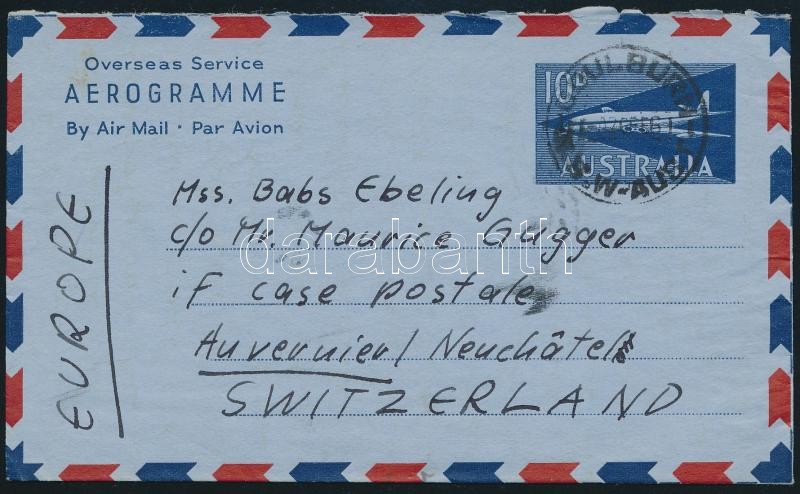 Overseas Service
AEROGRAMME
By Air Mail · Par Avion
10D
AUSTRALIA
GOULBURN
N.S.W-AUST
EUROPE
Mss. Babs Ebeling
c/o Mr. Maurice Gugger
if case postale
Auvernier / Neuchâtel
SWITZERLAND
darabanth